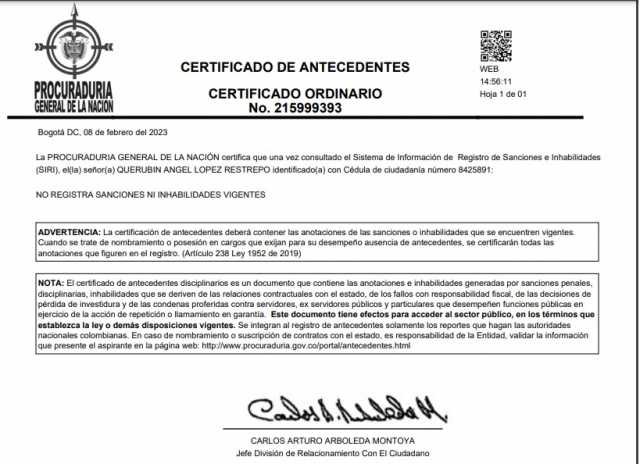 PROCURADURIA
GENERAL DE LA NACION
CERTIFICADO DE ANTECEDENTES
CERTIFICADO ORDINARIO
No. 215999393
WEB
14:56:11
Hoja 1 de 01
Bogotá DC, 08 de febrero del 2023
La PROCURADURIA GENERAL DE LA NACIÓN certifica que una vez consultado el Sistema de Información de Registro de Sanciones e Inhabilidades
(SIRI), el(la) señor(a) QUERUBIN ANGEL LOPEZ RESTREPO identificado(a) con Cédula de ciudadanía número 8425891:
NO REGISTRA SANCIONES NI INHABILIDADES VIGENTES
ADVERTENCIA: La certificación de antecedentes deberá contener las anotaciones de las sanciones o inhabilidades que se encuentren vigentes.
Cuando se trate de nombramiento o posesión en cargos que exijan para su desempeño ausencia de antecedentes, se certificarán todas las
anotaciones que figuren en el registro. (Artículo 238 Ley 1952 de 2019)
NOTA: El certificado de antecedentes disciplinarios es un documento que contiene las anotaciones e inhabilidades generadas por sanciones penales,
disciplinarias, inhabilidades que se deriven de las relaciones contractuales con el estado, de los fallos con responsabilidad fiscal, de las decisiones de
pérdida de investidura y de las condenas proferidas contra servidores, ex servidores públicos y particulares que desempeñen funciones públicas en
ejercicio de la acción de repetición o llamamiento en garantía. Este documento tiene efectos para acceder al sector público, en los términos que
establezca la ley o demás disposiciones vigentes. Se integran al registro de antecedentes solamente los reportes que hagan las autoridades
nacionales colombianas. En caso de nombramiento o suscripción de contratos con el estado, es responsabilidad de la Entidad, validar la información
que presente el aspirante en la página web: http://www.procuraduria.gov.co/portal/antecedentes.html
Carlos A. Arboleda M.
CARLOS ARTURO ARBOLEDA MONTOYA
Jefe División de Relacionamiento Con El Ciudadano